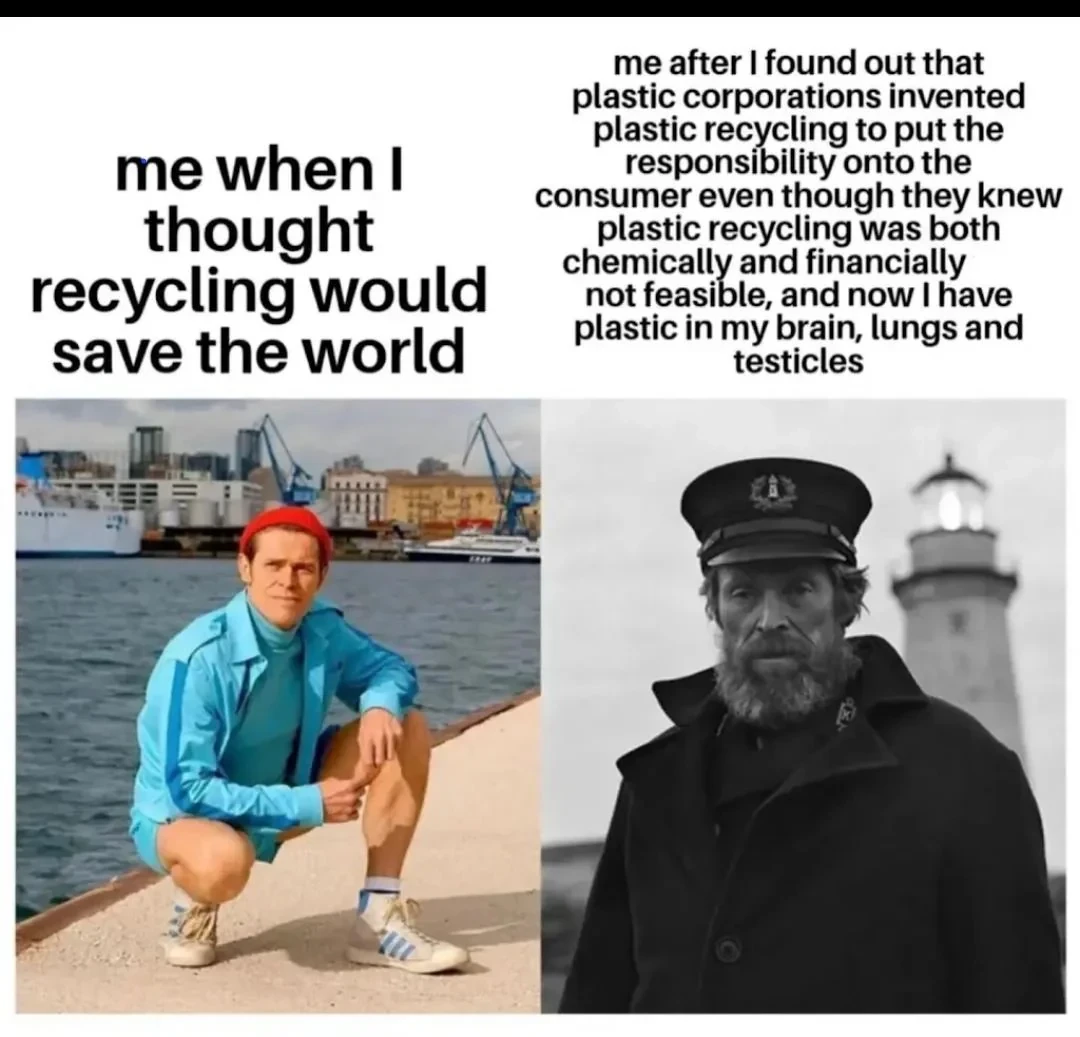 me when I
thought
recycling would
save the world
me after I found out that
plastic corporations invented
plastic recycling to put the
responsibility onto the
consumer even though they knew
plastic recycling was both
chemically and financially
not feasible, and now I have
plastic in my brain, lungs and
testicles